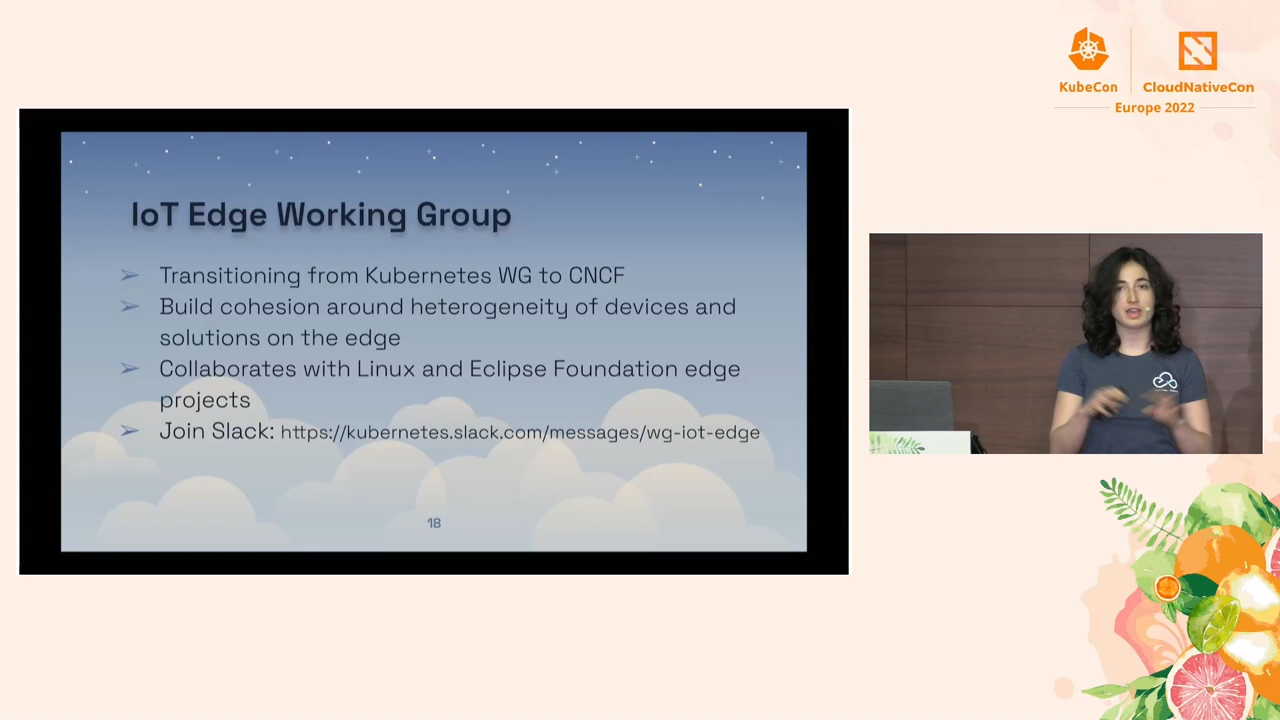 KubeCon
CloudNativeCon
Europe 2022
IoT Edge Working Group
➢ Transitioning from Kubernetes WG to CNCF
➢ Build cohesion around heterogeneity of devices and
solutions on the edge
➢ Collaborates with Linux and Eclipse Foundation edge
projects
➢ Join Slack: https://kubernetes.slack.com/messages/wg-iot-edge
18